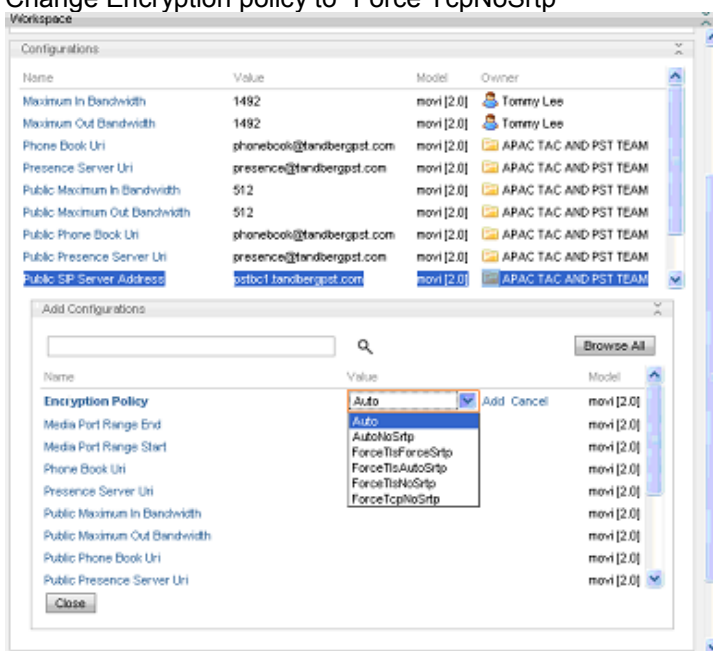 Change Encryption policy to "Force TcpNoSrtp"
Workspace
Configurations
Name Value Model Owner
Maximum In Bandwidth 1492 movi [2.0] Tommy Lee
Maximum Out Bandwidth 1492 movi [2.0] Tommy Lee
Phone Book Uri phonebook@tandbergpst.com movi [2.0] APAC TAC AND PST TEAM
Presence Server Uri presence@tandbergpst.com movi [2.0] APAC TAC AND PST TEAM
Public Maximum In Bandwidth 512 movi [2.0] APAC TAC AND PST TEAM
Public Maximum Out Bandwidth 512 movi [2.0] APAC TAC AND PST TEAM
Public Phone Book Uri phonebook@tandbergpst.com movi [2.0] APAC TAC AND PST TEAM
Public Presence Server Uri presence@tandbergpst.com movi [2.0] APAC TAC AND PST TEAM
Public SIP Server Address pstbc1.tandbergpst.com movi [2.0] APAC TAC AND PST TEAM
Add Configurations
Browse All
Name Value Model
Encryption Policy Auto Add Cancel movi [2.0]
Auto
AutoNoSrtp
ForceTlsForceSrtp
ForceTlsAutoSrtp
ForceTlsNoSrtp
ForceTcpNoSrtp
Media Port Range End movi [2.0]
Media Port Range Start movi [2.0]
Phone Book Uri movi [2.0]
Presence Server Uri movi [2.0]
Public Maximum In Bandwidth movi [2.0]
Public Maximum Out Bandwidth movi [2.0]
Public Phone Book Uri movi [2.0]
Public Presence Server Uri movi [2.0]
Close